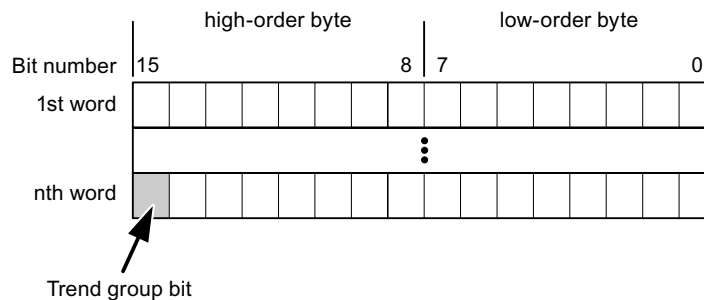 high-order byte low-order byte
Bit number 15 8 7 0
1st word
nth word
Trend group bit